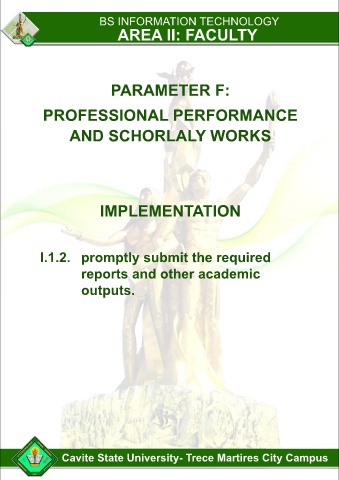 BS INFORMATION TECHNOLOGY
AREA II: FACULTY
PARAMETER F:
PROFESSIONAL PERFORMANCE
AND SCHORLALY WORKS
IMPLEMENTATION
I.1.2. promptly submit the required
reports and other academic
outputs.
Cavite State University- Trece Martires City Campus